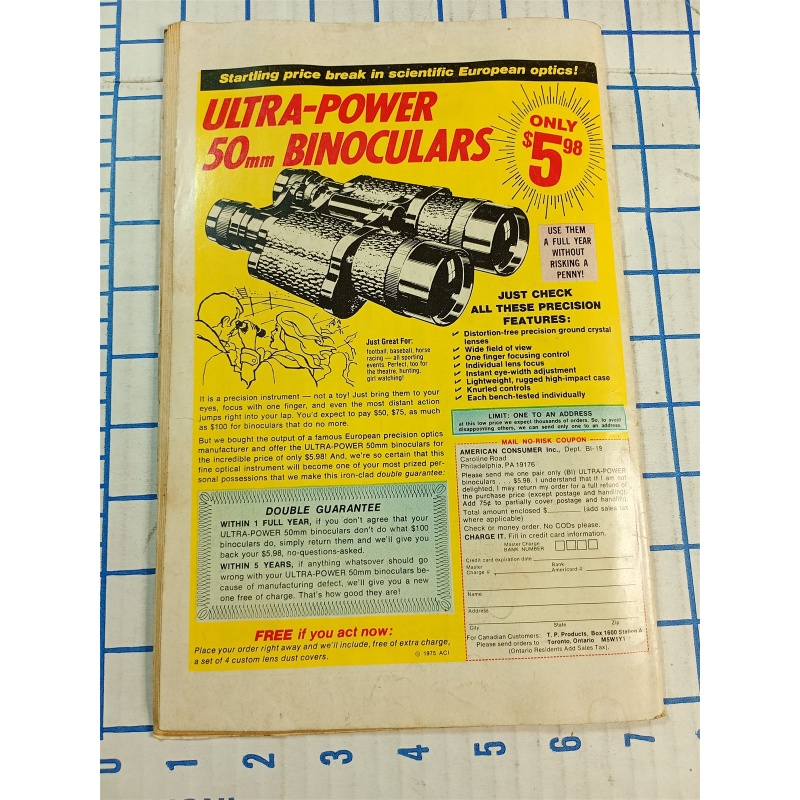 Startling price break in scientific European optics!
ULTRA-POWER
50mm BINOCULARS
ONLY
$5.98
USE THEM
A FULL YEAR
WITHOUT
RISKING A
PENNY!
JUST CHECK
ALL THESE PRECISION
FEATURES:
✓ Distortion-free precision ground crystal
lenses
✓ Wide field of view
✓ One finger focusing control
✓ Individual lens focus
✓ Instant eye-width adjustment
✓ Lightweight, rugged high-impact case
✓ Knurled controls
✓ Each bench-tested individually
Just Great For:
football, baseball, horse
racing — all sporting
events. Perfect, too for
the theatre, hunting,
girl watching!
It is a precision instrument — not a toy! Just bring them to your
eyes, focus with one finger, and even the most distant action
jumps right into your lap. You'd expect to pay $50, $75, as much
as $100 for binoculars that do no more.
But we bought the output of a famous European precision optics
manufacturer and offer the ULTRA-POWER 50mm binoculars for
the incredible price of only $5.98! And, we're so certain that this
fine optical instrument will become one of your most prized per-
sonal possessions that we make this iron-clad double guarantee:
DOUBLE GUARANTEE
WITHIN 1 FULL YEAR, if you don't agree that your
ULTRA-POWER 50mm binoculars don't do what $100
binoculars do, simply return them and we'll give you
back your $5.98, no-questions-asked.
WITHIN 5 YEARS, if anything whatsoever should go
wrong with your ULTRA-POWER 50mm binoculars be-
cause of manufacturing defect, we'll give you a new
one free of charge. That's how good they are!
FREE if you act now:
Place your order right away and we'll include, free of extra charge,
a set of 4 custom lens dust covers.
© 1975 ACI
LIMIT: ONE TO AN ADDRESS
at this low price we expect thousands of orders. So, to avoid
disappointing others, we can send only one to an address.
MAIL NO-RISK COUPON
AMERICAN CONSUMER Inc., Dept. BI-19
Caroline Road
Philadelphia, PA 19176
Please send me one pair only (BI) ULTRA-POWER
binoculars . . . $5.98. I understand that if I am not
delighted, I may return my order for a full refund of
the purchase price (except postage and handling).
Add 75¢ to partially cover postage and handling.
Total amount enclosed $ (add sales tax
where applicable)
Check or money order. No CODs please.
CHARGE IT. Fill in credit card information.
Master Charge
BANK NUMBER
Credit card expiration date
Master
Charge #
Bank
Americard #
Name
Address
City State Zip
For Canadian Customers: T. P. Products, Box 1600 Station A
Please send orders to Toronto, Ontario M5W1Y1
(Ontario Residents Add Sales Tax).
0 1 2 3 4 5 6 7